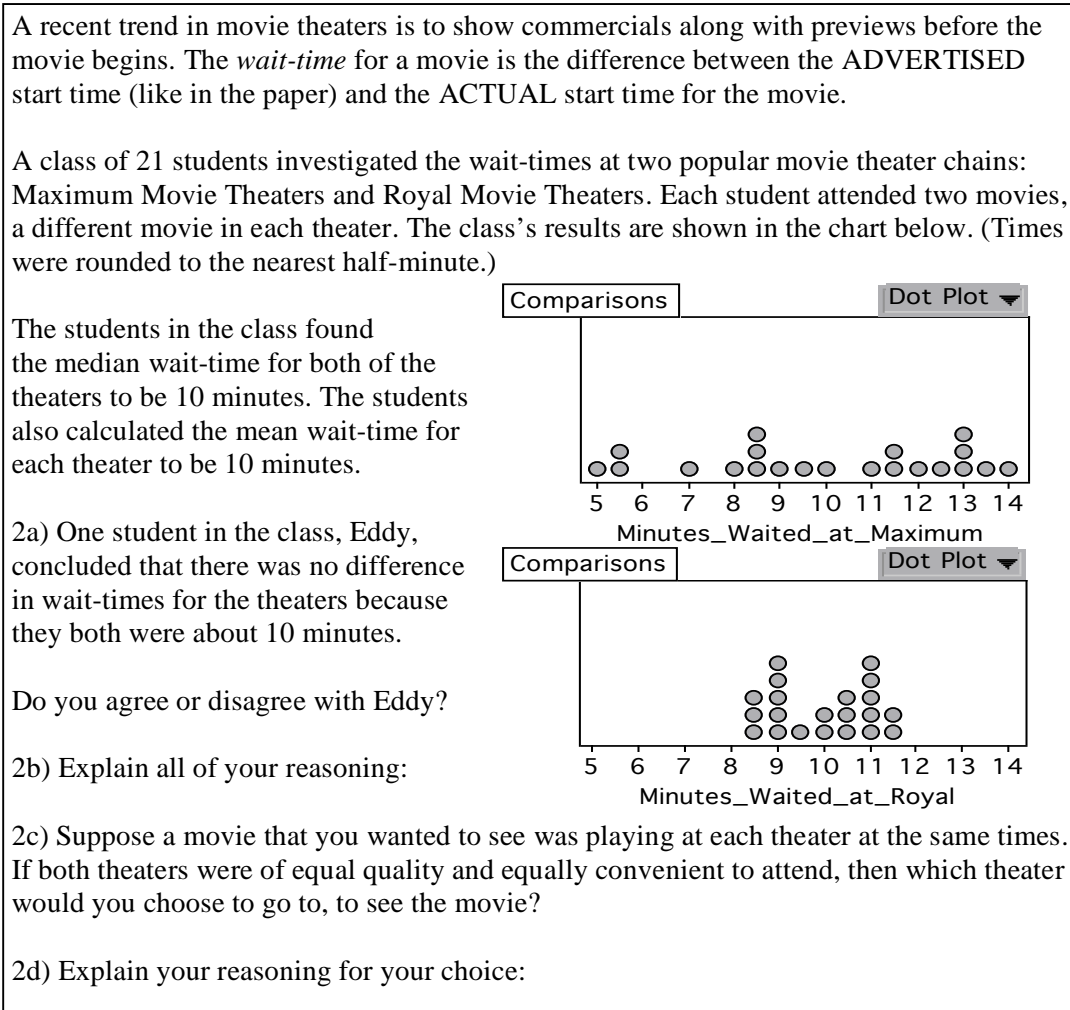 A recent trend in movie theaters is to show commercials along with previews before the
movie begins. The wait-time for a movie is the difference between the ADVERTISED
start time (like in the paper) and the ACTUAL start time for the movie.
A class of 21 students investigated the wait-times at two popular movie theater chains:
Maximum Movie Theaters and Royal Movie Theaters. Each student attended two movies,
a different movie in each theater. The class's results are shown in the chart below. (Times
were rounded to the nearest half-minute.)
The students in the class found
the median wait-time for both of the
theaters to be 10 minutes. The students
also calculated the mean wait-time for
each theater to be 10 minutes.
2a) One student in the class, Eddy,
concluded that there was no difference
in wait-times for the theaters because
they both were about 10 minutes.
Do you agree or disagree with Eddy?
2b) Explain all of your reasoning:
Comparisons Dot Plot
5 6 7 8 9 10 11 12 13 14
Minutes_Waited_at_Maximum
Comparisons Dot Plot
5 6 7 8 9 10 11 12 13 14
Minutes_Waited_at_Royal
2c) Suppose a movie that you wanted to see was playing at each theater at the same times.
If both theaters were of equal quality and equally convenient to attend, then which theater
would you choose to go to, to see the movie?
2d) Explain your reasoning for your choice: